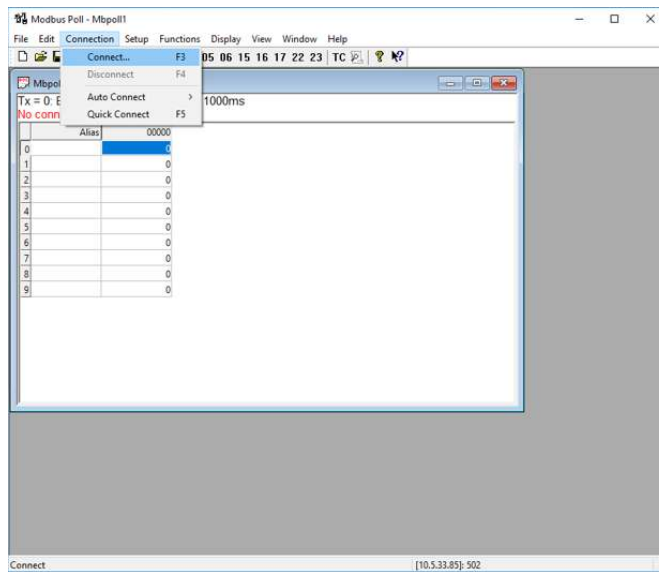 Modbus Poll - Mbpoll1
File Edit Connection Setup Functions Display View Window Help
05 06 15 16 17 22 23 TC
Connect... F3
Disconnect F4
Auto Connect >
Quick Connect F5
Tx = 0: 1000ms
No conn
Alias 00000
0 0
1 0
2 0
3 0
4 0
5 0
6 0
7 0
8 0
9 0
Connect [10.5.33.85]: 502